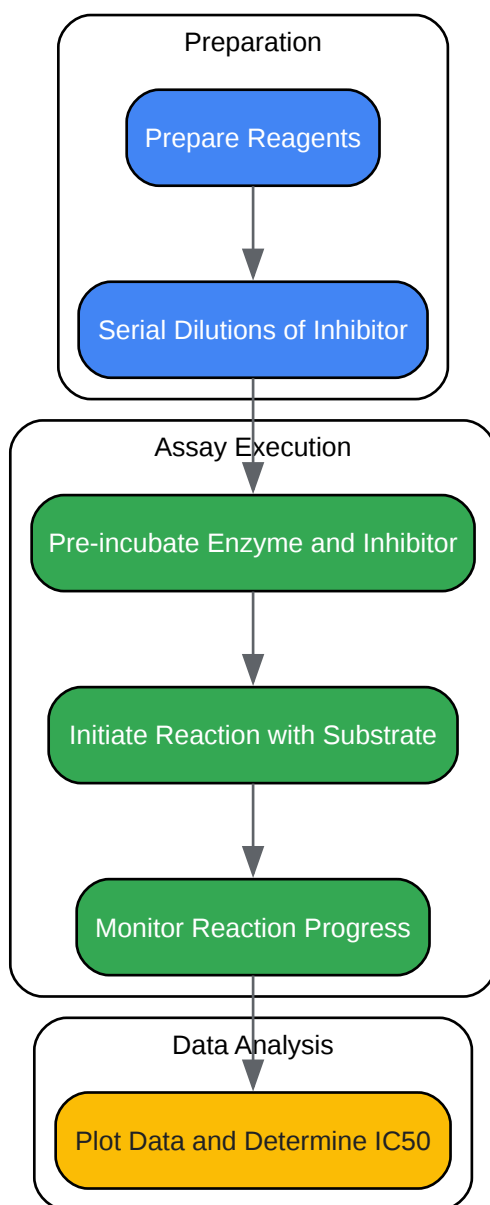 Preparation
Prepare Reagents
Serial Dilutions of Inhibitor
Assay Execution
Pre-incubate Enzyme and Inhibitor
Initiate Reaction with Substrate
Monitor Reaction Progress
Data Analysis
Plot Data and Determine IC50